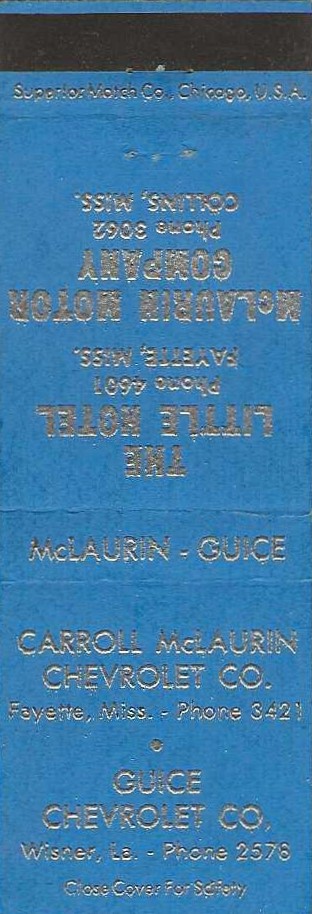 Superior Match Co., Chicago, U.S.A.
THE
LITTLE HOTEL
Phone 4601
FAYETTE, MISS.
McLAURIN MOTOR
COMPANY
Phone 3062
COLLINS, MISS.
McLAURIN - GUICE
CARROLL McLAURIN
CHEVROLET CO.
Fayette, Miss. - Phone 3421
GUICE
CHEVROLET CO.
Wisner, La. - Phone 2578
Close Cover For Safety